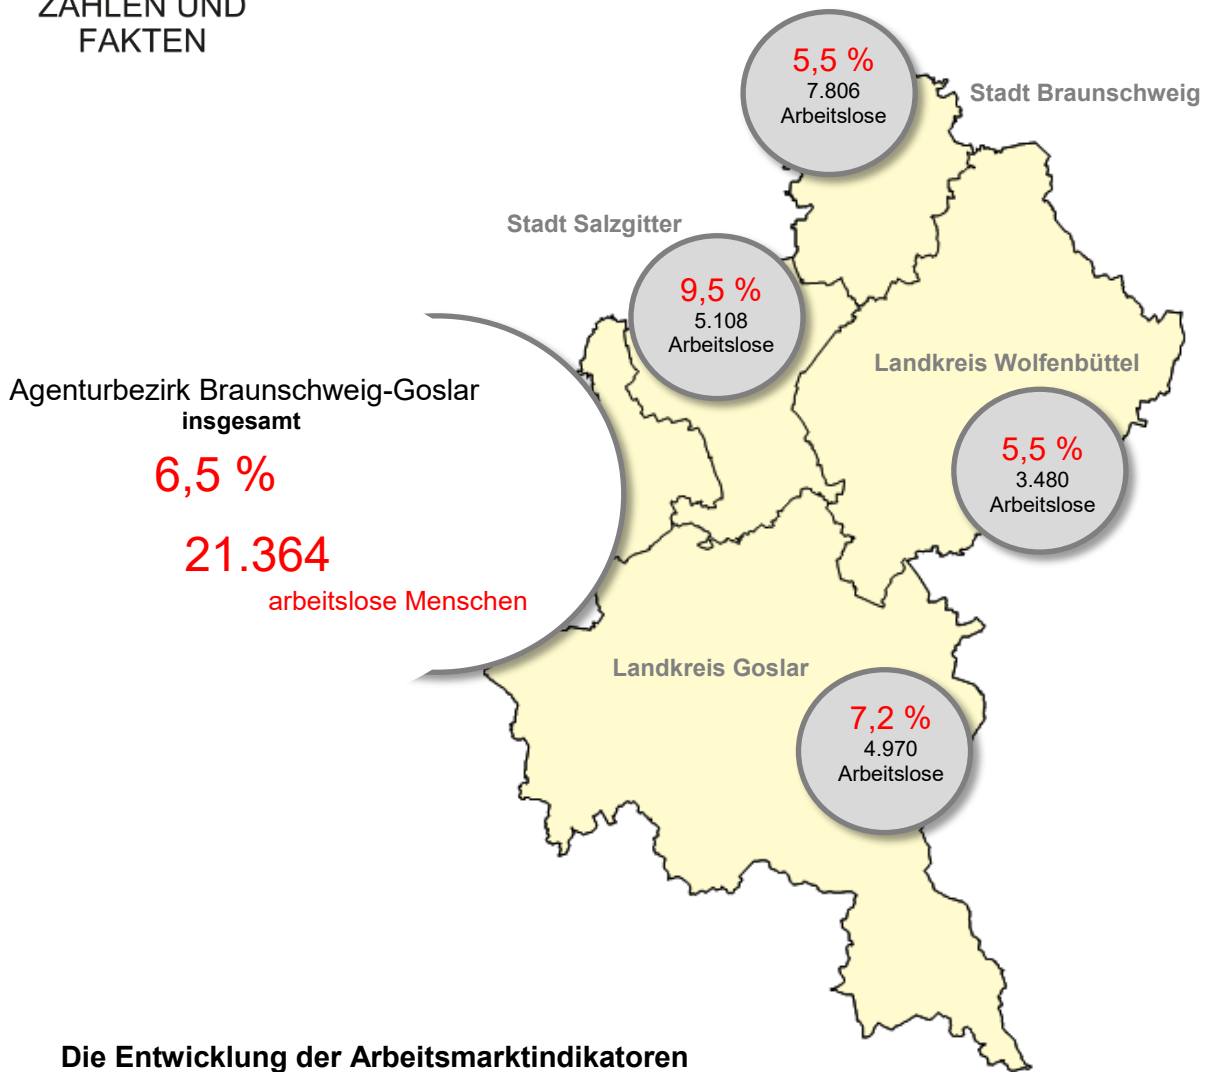 ZAHLEN UND
FAKTEN
5,5 %
7.806
Arbeitslose
Stadt Braunschweig
Stadt Salzgitter
9,5 %
5.108
Arbeitslose
Landkreis Wolfenbüttel
5,5 %
3.480
Arbeitslose
Agenturbezirk Braunschweig-Goslar
insgesamt
6,5 %
21.364
arbeitslose Menschen
Landkreis Goslar
7,2 %
4.970
Arbeitslose
Die Entwicklung der Arbeitsmarktindikatoren